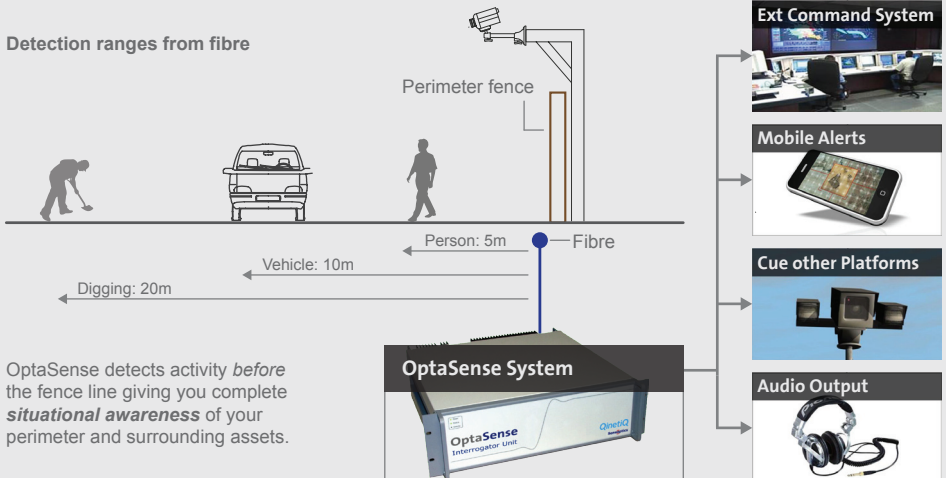 Detection ranges from fibre
Perimeter fence
Person: 5m
Fibre
Vehicle: 10m
Digging: 20m
OptaSense detects activity before
the fence line giving you complete
situational awareness of your
perimeter and surrounding assets.
OptaSense System
OptaSense
Interrogator Unit
QinetiQ
Ext Command System
Mobile Alerts
Cue other Platforms
Audio Output